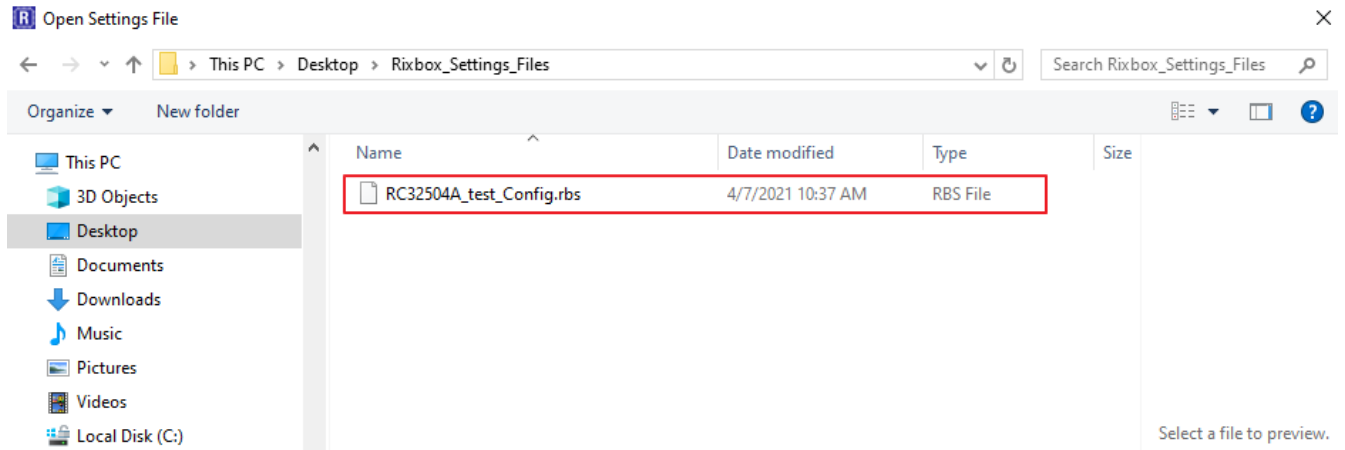 R Open Settings File
This PC > Desktop > Rixbox_Settings_Files
Search Rixbox_Settings_Files
Organize
New folder
?
Name
Date modified
Type
Size
RC32504A_test_Config.rbs
4/7/2021 10:37 AM
RBS File
This PC
3D Objects
Desktop
Documents
Downloads
Music
Pictures
Videos
Local Disk (C:)
Select a file to preview.